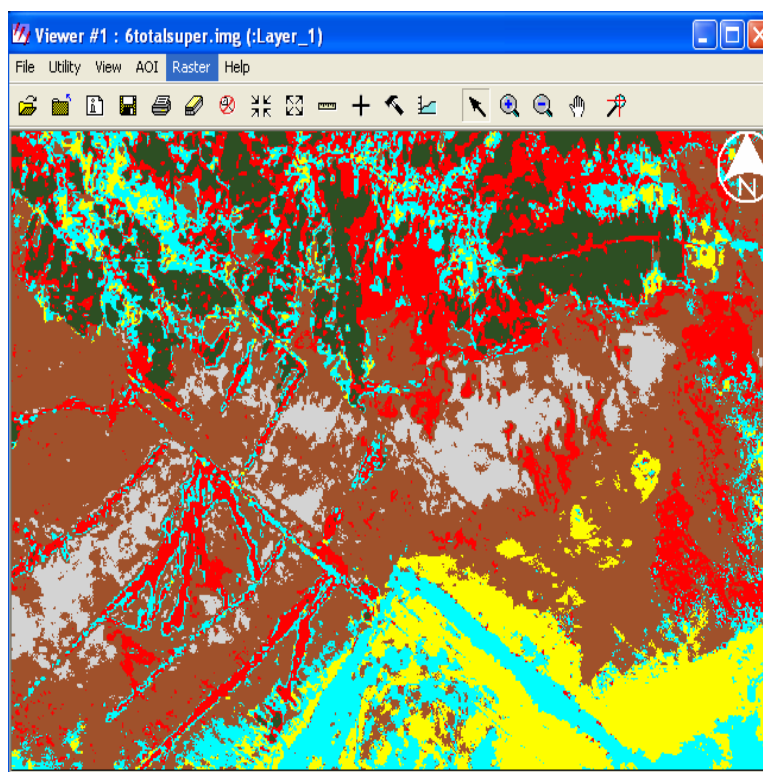 Viewer #1 : 6totalsuper.img (:Layer_1)
File Utility View AOI Raster Help
N